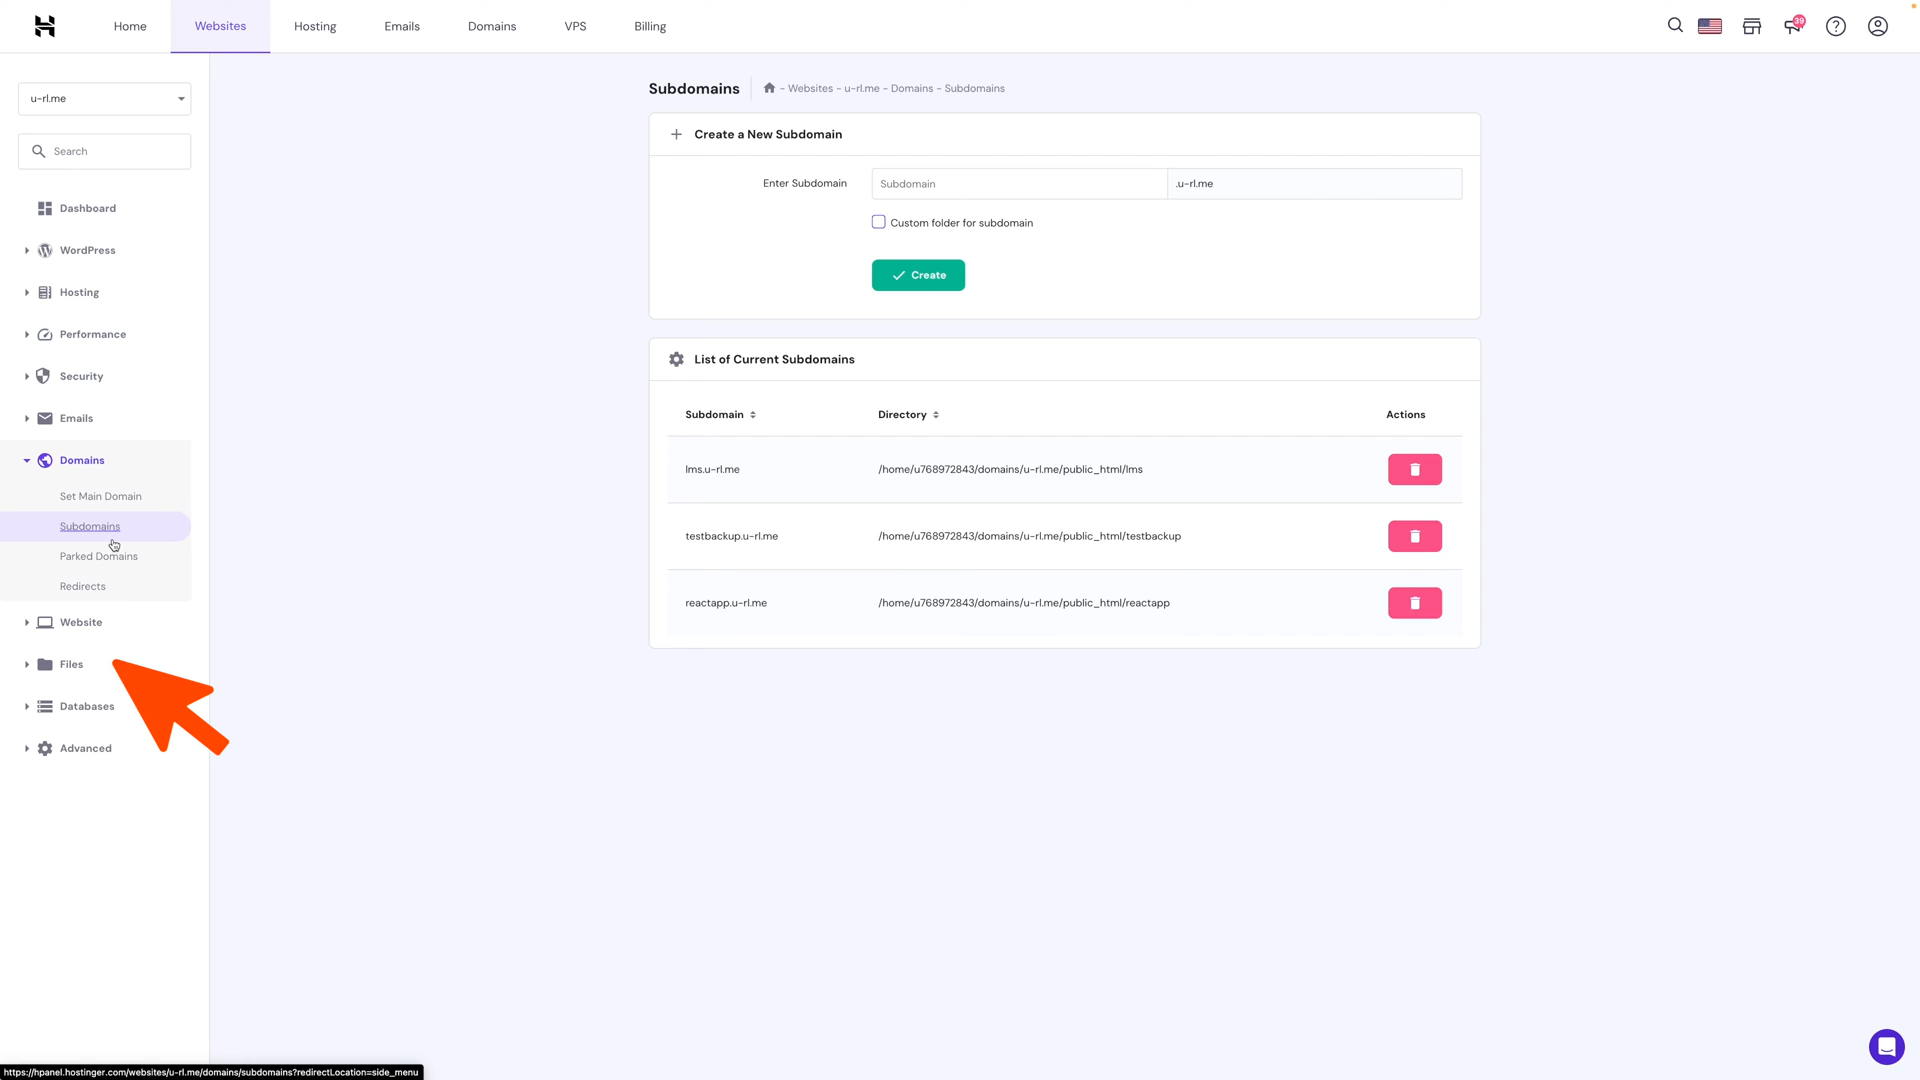 Home
Websites
Hosting
Emails
Domains
VPS
Billing
39
u-rl.me
Search
Dashboard
WordPress
Hosting
Performance
Security
Emails
Domains
Set Main Domain
Subdomains
Parked Domains
Redirects
Website
Files
Databases
Advanced
Subdomains
- Websites - u-rl.me - Domains - Subdomains
Create a New Subdomain
Enter Subdomain
Subdomain
.u-rl.me
Custom folder for subdomain
Create
List of Current Subdomains
Subdomain
Directory
Actions
lms.u-rl.me
/home/u768972843/domains/u-rl.me/public_html/lms
testbackup.u-rl.me
/home/u768972843/domains/u-rl.me/public_html/testbackup
reactapp.u-rl.me
/home/u768972843/domains/u-rl.me/public_html/reactapp
https://hpanel.hostinger.com/websites/u-rl.me/domains/subdomains?redirectLocation=side_menu